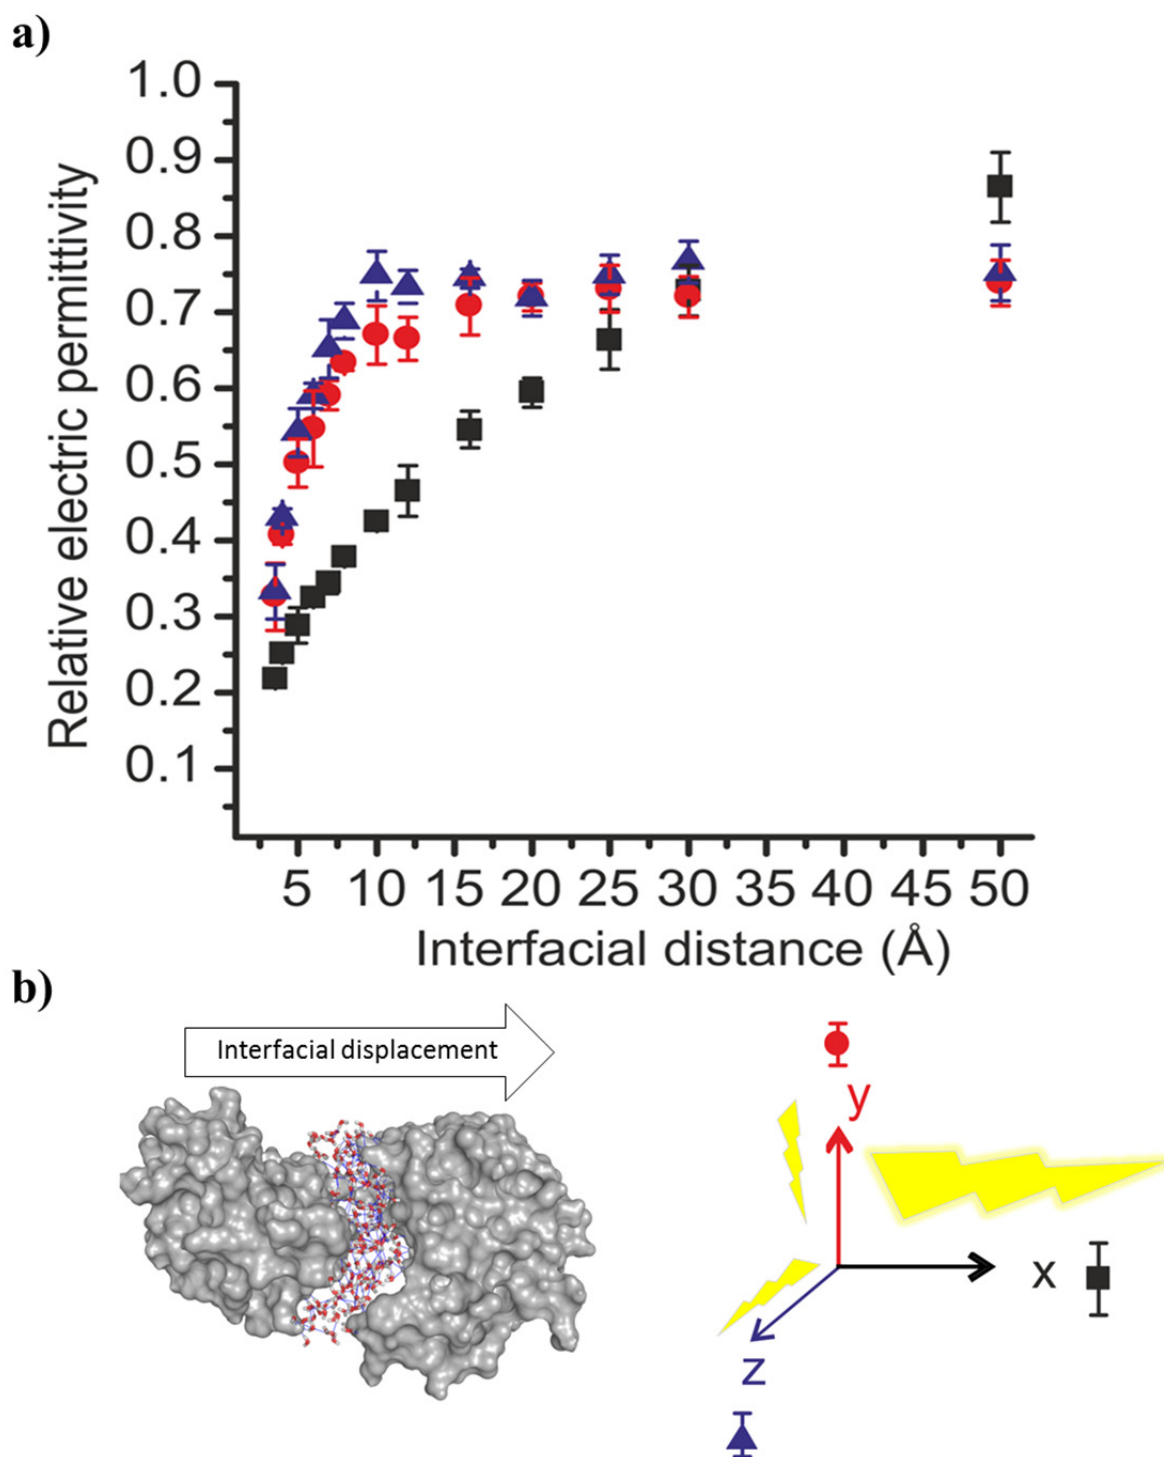 a)
Relative electric permittivity
1.0
0.9
0.8
0.7
0.6
0.5
0.4
0.3
0.2
0.1
5 10 15 20 25 30 35 40 45 50
Interfacial distance (Å)
b)
Interfacial displacement
y
x
z